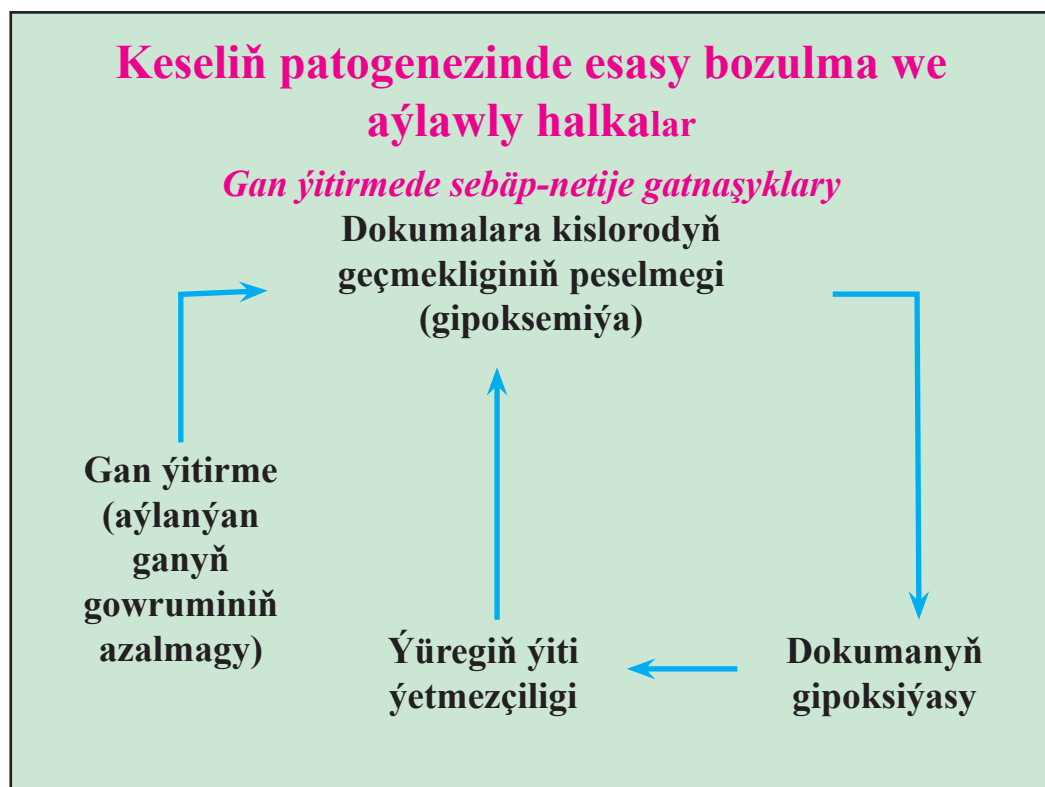 Keseliň patogenezinde esasy bozulma we
aýlawly halkalar
Gan ýitirmede sebäp-netije gatnaşyklary
Dokumalara kislorodyň
geçmekliginiň peselmegi
(gipoksemiýa)
Gan ýitirme
(aýlanýan
ganyň
gowruminiň
azalmagy)
Ýüregiň ýiti
ýetmezçiligi
Dokumanyň
gipoksiýasy